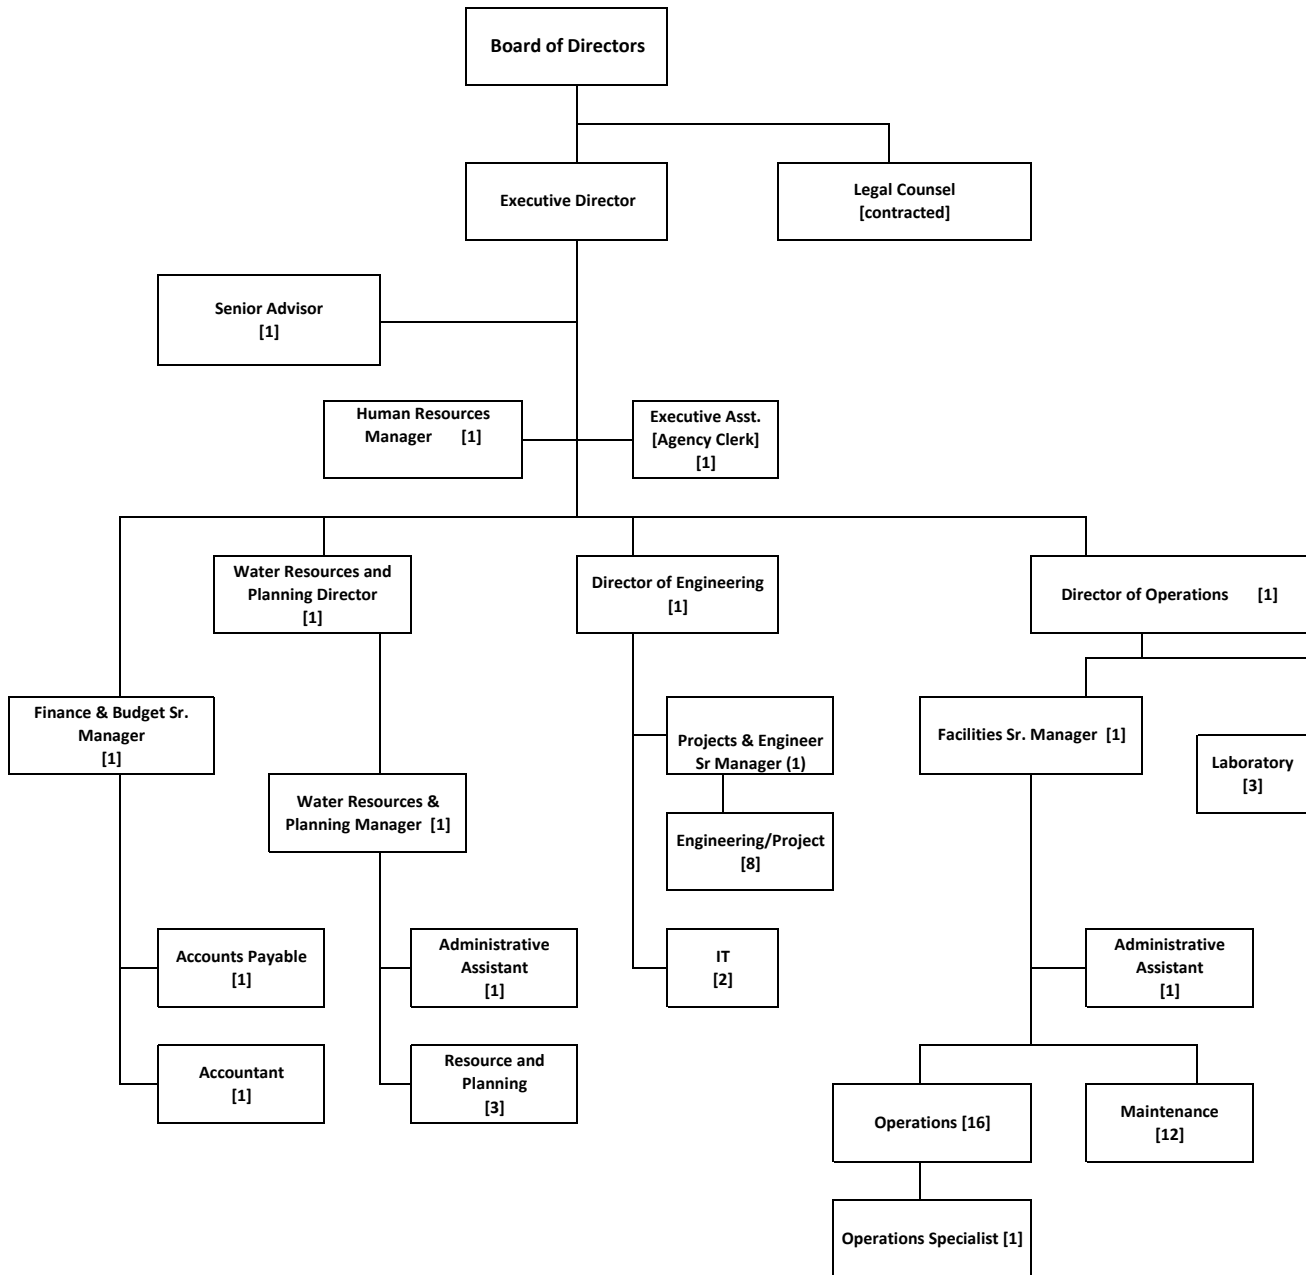 Board of Directors
Executive Director
Legal Counsel
[contracted]
Senior Advisor
[1]
Human Resources
Manager [1]
Executive Asst.
[Agency Clerk]
[1]
Water Resources and
Planning Director
[1]
Director of Engineering
[1]
Director of Operations [1]
Finance & Budget Sr.
Manager
[1]
Projects & Engineer
Sr Manager (1)
Facilities Sr. Manager [1]
Laboratory
[3]
Water Resources &
Planning Manager [1]
Engineering/Project
[8]
Accounts Payable
[1]
Administrative
Assistant
[1]
IT
[2]
Administrative
Assistant
[1]
Accountant
[1]
Resource and
Planning
[3]
Operations [16]
Maintenance
[12]
Operations Specialist [1]